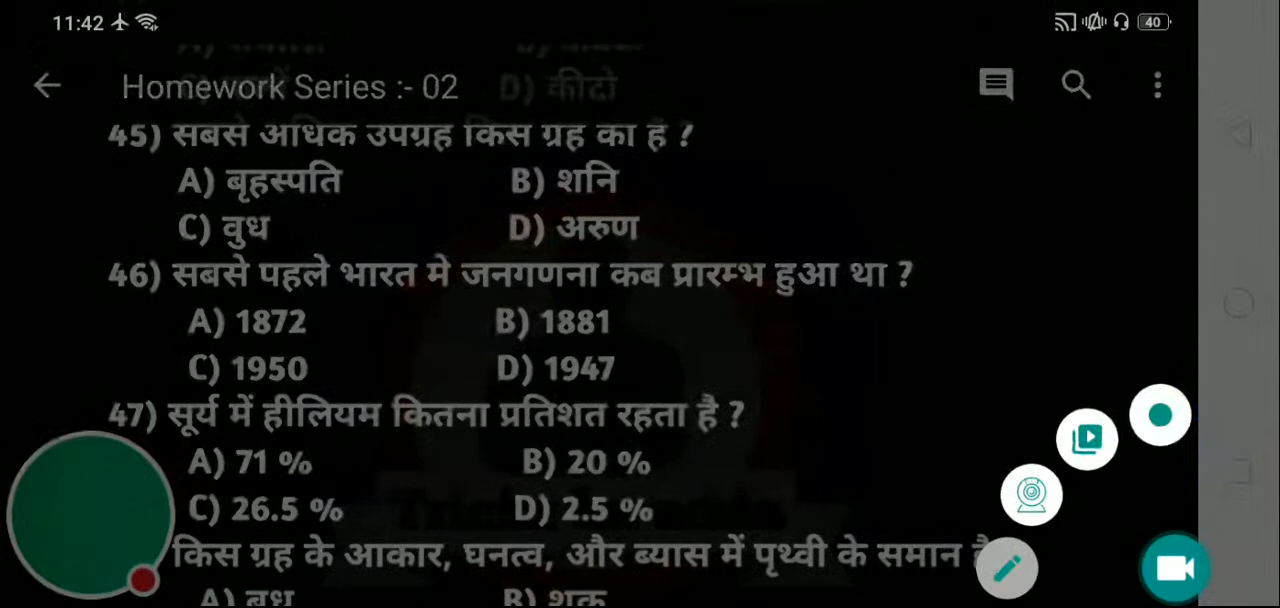 11:42
40
Homework Series :- 02
D) कीटो
45) सबसे अधिक उपग्रह किस ग्रह का है ?
A) बृहस्पति B) शनि
C) वुध D) अरुण
46) सबसे पहले भारत मे जनगणना कब प्रारम्भ हुआ था ?
A) 1872 B) 1881
C) 1950 D) 1947
47) सूर्य में हीलियम कितना प्रतिशत रहता है ?
A) 71 % B) 20 %
C) 26.5 % D) 2.5 %
किस ग्रह के आकार, घनत्व, और ब्यास में पृथ्वी के समान है
A) बुध B) शुक्र